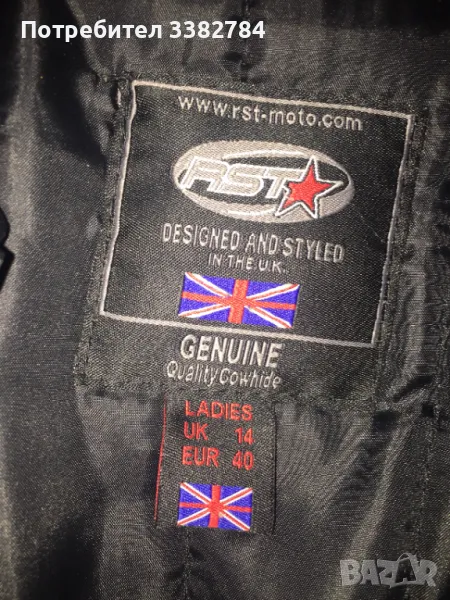 Потребител 3382784
www.rst-moto.com
RST
DESIGNED AND STYLED
IN THE U.K.
GENUINE
Quality Cowhide
LADIES
UK 14
EUR 40
BAZAR